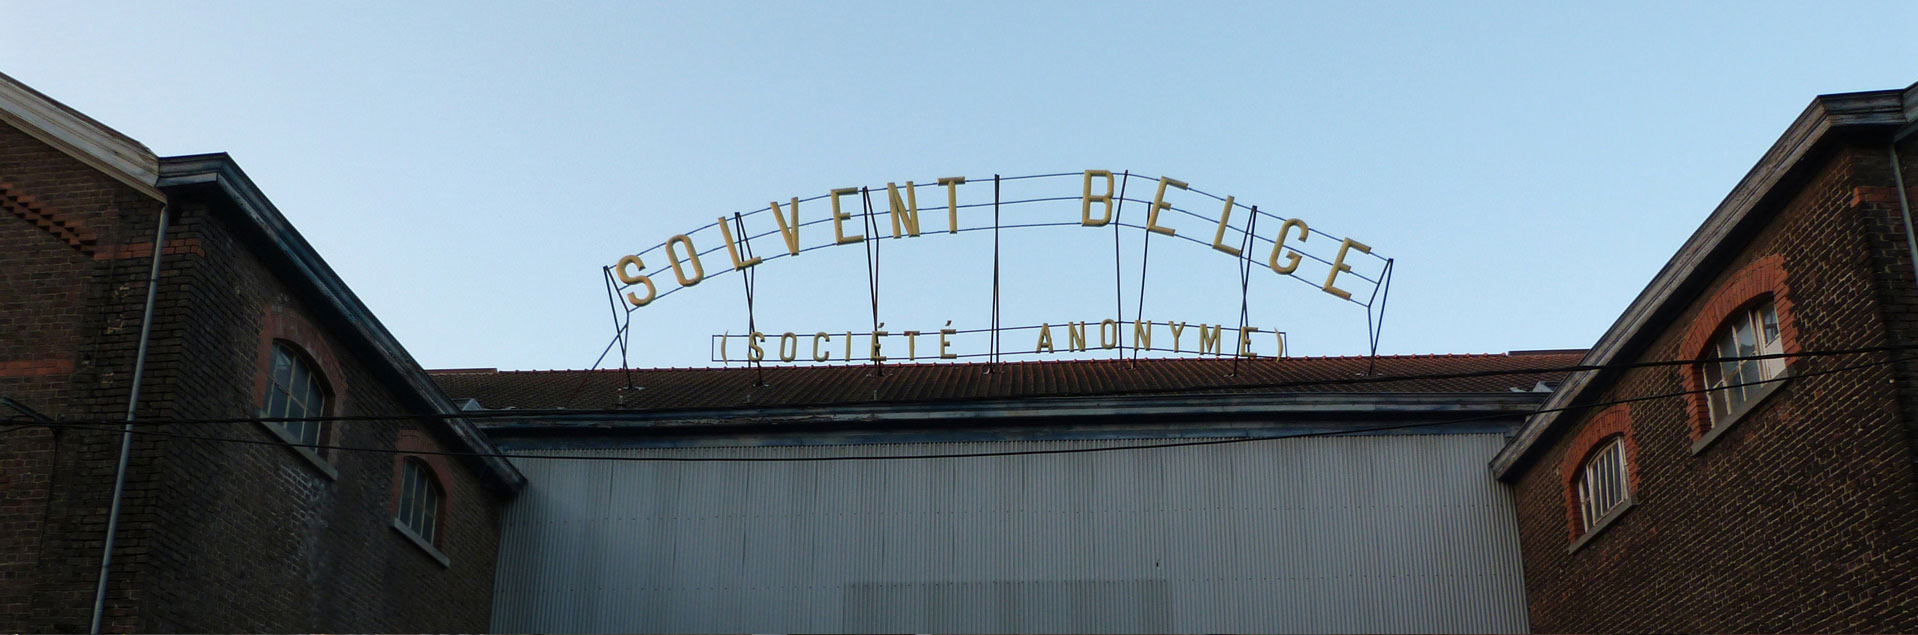 SOLVENT BELGE
(SOCIÉTÉ ANONYME)